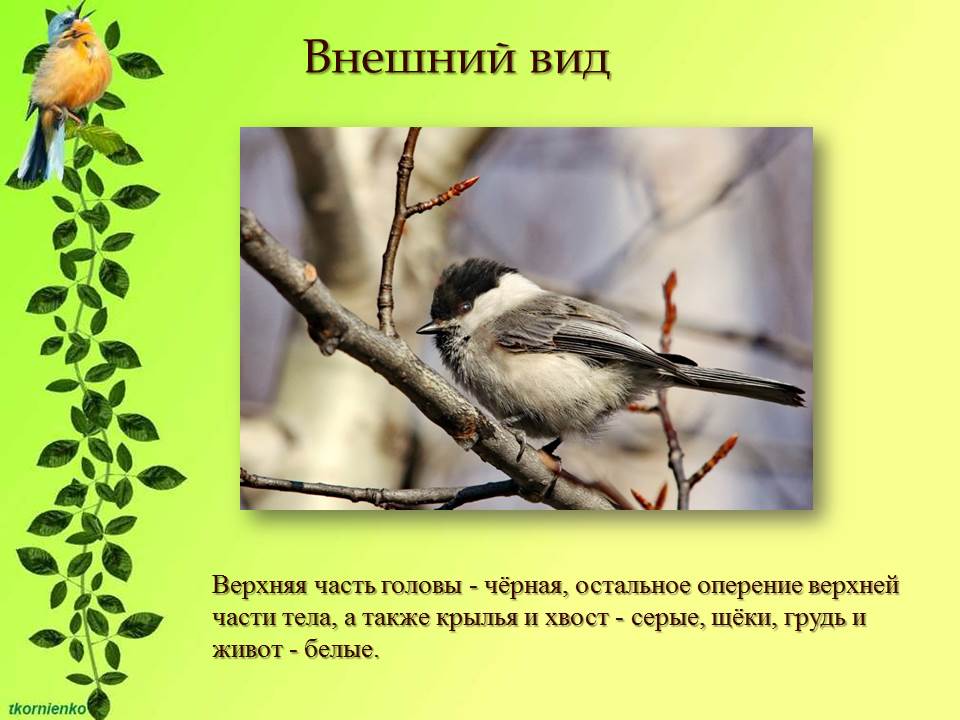 Внешний вид
Верхняя часть головы - чёрная, остальное оперение верхней
части тела, а также крылья и хвост - серые, щёки, грудь и
живот - белые.
tkornienko